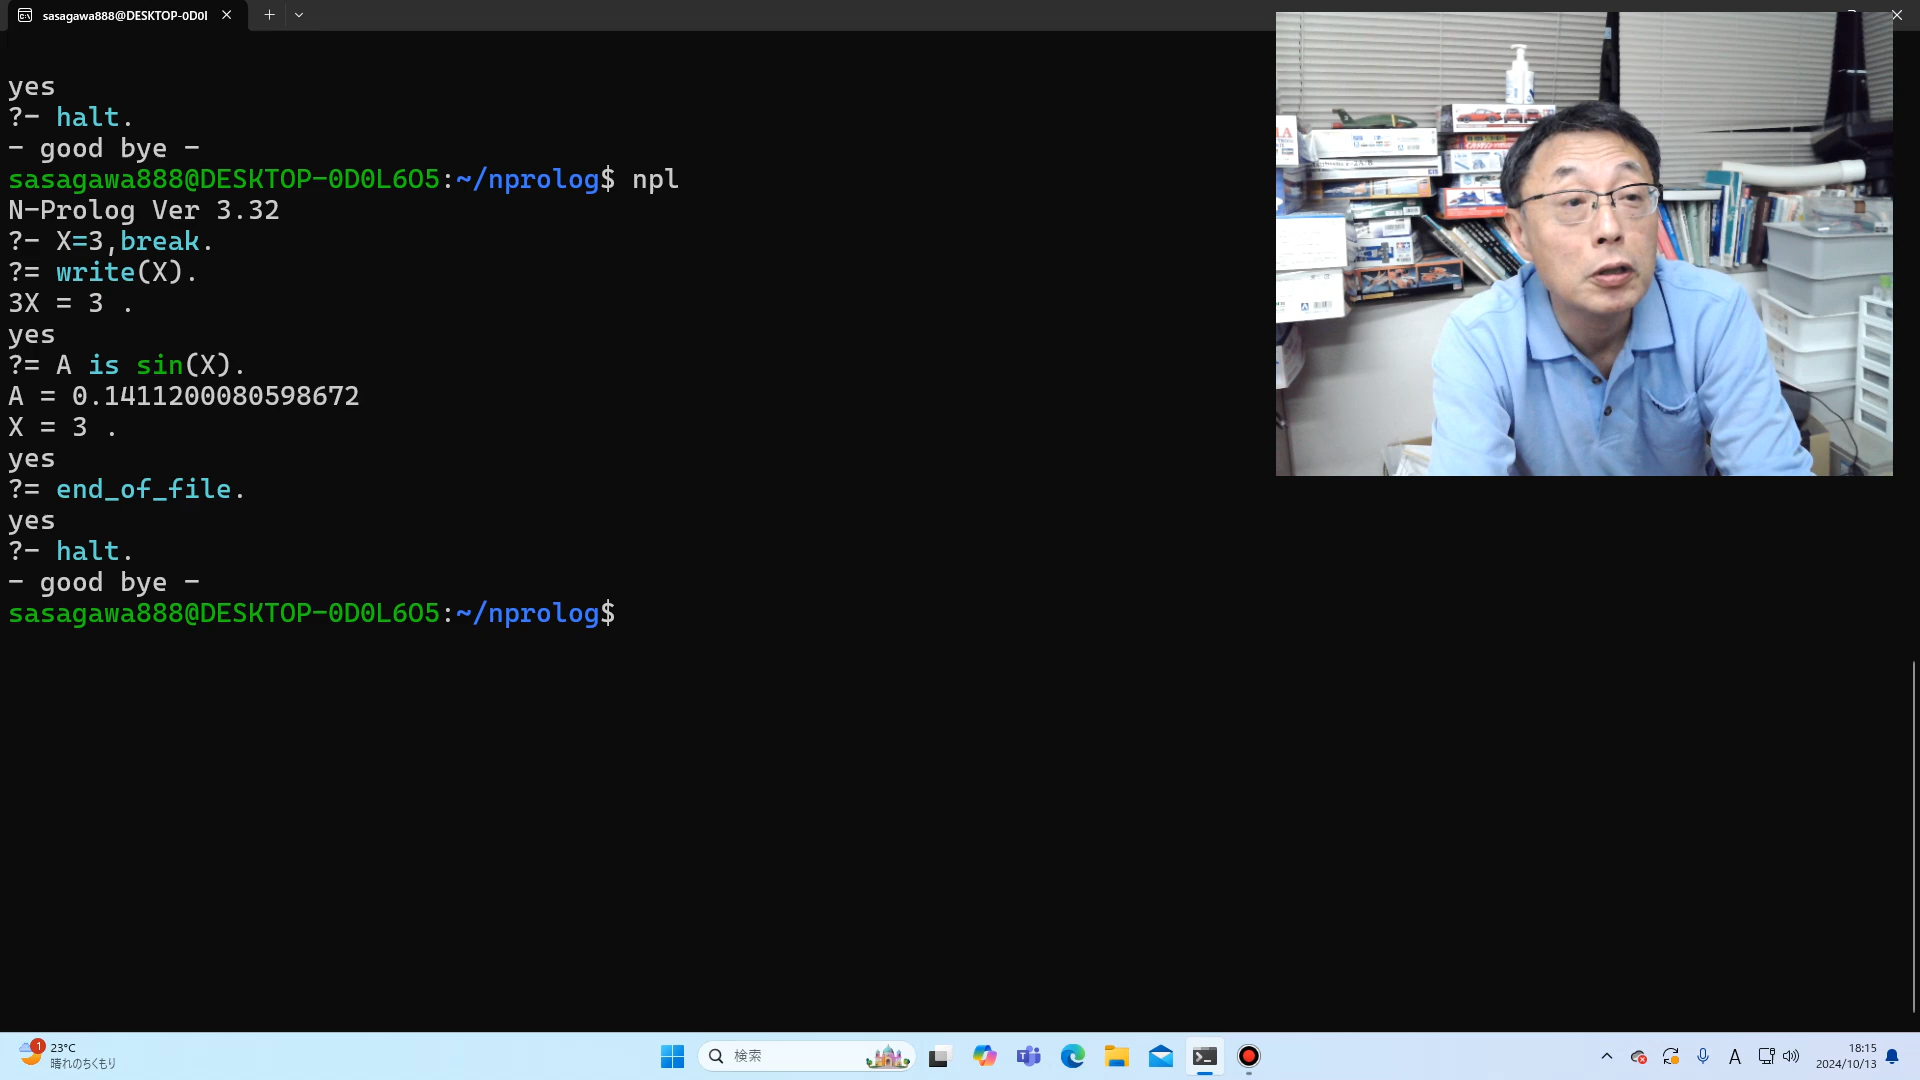 sasagawa888@DESKTOP-0D0l
yes
?- halt.
- good bye -
sasagawa888@DESKTOP-0D0L6O5:~/nprolog$ npl
N-Prolog Ver 3.32
?- X=3,break.
?= write(X).
3X = 3 .
yes
?= A is sin(X).
A = 0.1411200080598672
X = 3 .
yes
?= end_of_file.
yes
?- halt.
- good bye -
sasagawa888@DESKTOP-0D0L6O5:~/nprolog$
1
23°C
晴れのちくもり
検索
A
18:15
2024/10/13